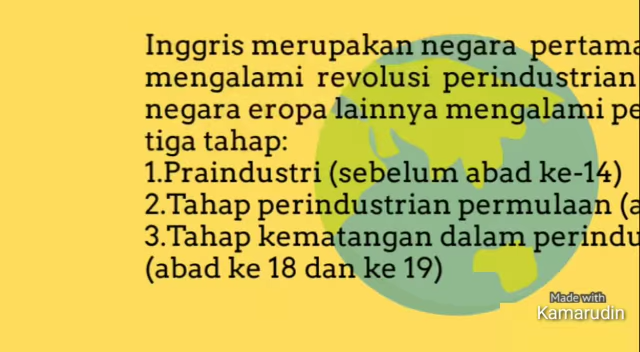 Inggris merupakan negara pertama
mengalami revolusi perindustrian
negara eropa lainnya mengalami
tiga tahap:
1.Praindustri (sebelum abad ke-14)
2.Tahap perindustrian permulaan
3.Tahap kematangan dalam
(abad ke 18 dan ke 19)
Made with
Kamarudin